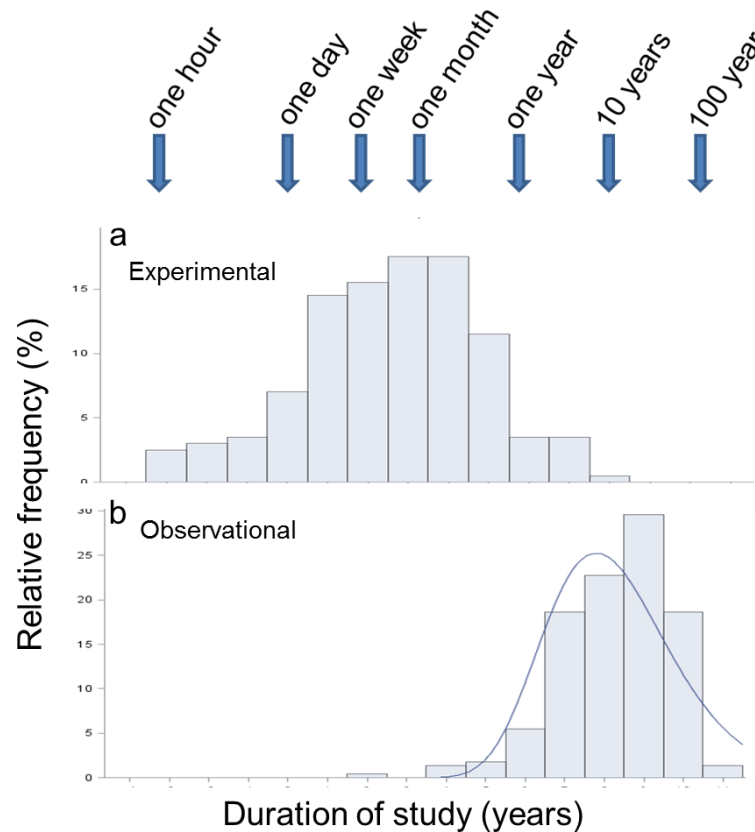 one hour
one day
one week
one month
one year
10 years
100 year
a
Experimental
15
10
5
0
Relative frequency (%)
b
Observational
30
25
20
15
10
5
0
Duration of study (years)